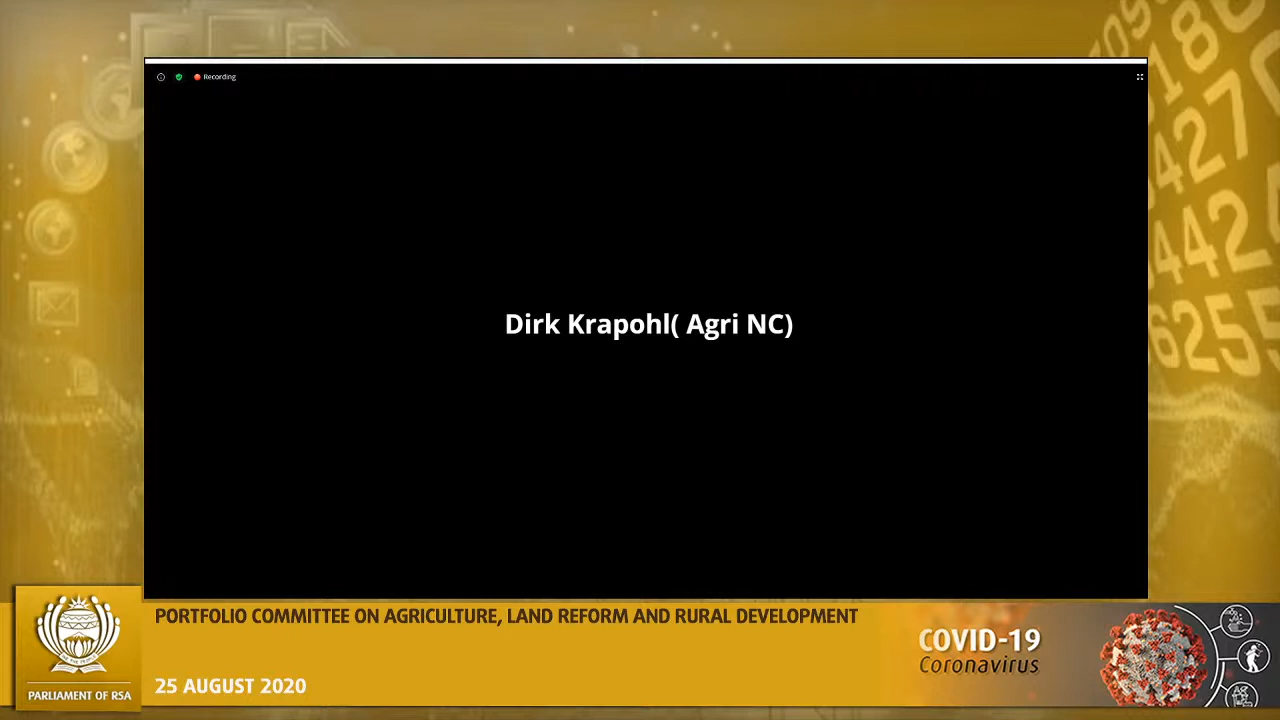 Recording
Dirk Krapohl( Agri NC)
PORTFOLIO COMMITTEE ON AGRICULTURE, LAND REFORM AND RURAL DEVELOPMENT
25 AUGUST 2020
PARLIAMENT OF RSA
COVID-19
Coronavirus